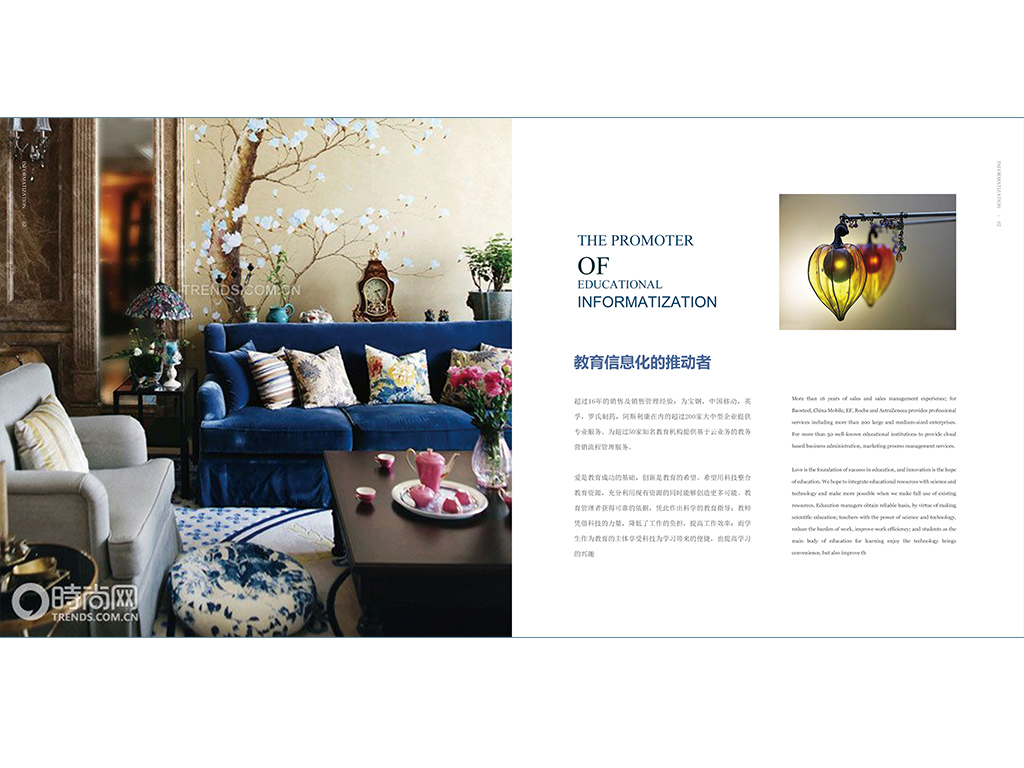 INFORMATIZATION · 02
TRENDS.COM.CN
時尚网
TRENDS.COM.CN
THE PROMOTER
OF
EDUCATIONAL
INFORMATIZATION
教育信息化的推动者
超过16年的销售及销售管理经验；为宝钢，中国移动，英
孚，罗氏制药，阿斯利康在内的超过200家大中型企业提供
专业服务。为超过50家知名教育机构提供基于云业务的教务
营销流程管理服务。
爱是教育成功的基础，创新是教育的希望。希望用科技整合
教育资源，充分利用现有资源的同时能够创造更多可能。教
育管理者获得可靠的依据，凭此作出科学的教育指导；教师
凭借科技的力量，降低了工作的负担，提高工作效率；而学
生作为教育的主体享受科技为学习带来的便捷，也提高学习
的兴趣
More than 16 years of sales and sales management experience; for
Baosteel, China Mobile, EF, Roche and AstraZeneca provides professional
services including more than 200 large and medium-sized enterprises.
For more than 50 well-known educational institutions to provide cloud
based business administration, marketing process management services.
Love is the foundation of success in education, and innovation is the hope
of education. We hope to integrate educational resources with science and
technology and make more possible when we make full use of existing
resources. Education managers obtain reliable basis, by virtue of making
scientific education; teachers with the power of science and technology,
reduce the burden of work, improve work efficiency; and students as the
main body of education for learning enjoy the technology brings
convenience, but also improve th
INFORMATIZATION · 02